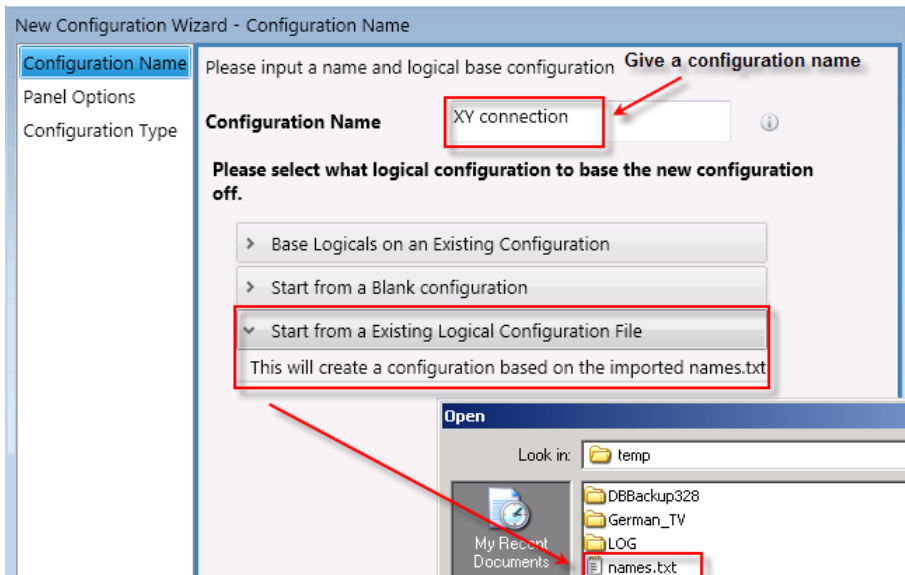 New Configuration Wizard - Configuration Name
Configuration Name
Panel Options
Configuration Type
Please input a name and logical base configuration
Give a configuration name
Configuration Name
XY connection
Please select what logical configuration to base the new configuration
off.
Base Logicals on an Existing Configuration
Start from a Blank configuration
Start from a Existing Logical Configuration File
This will create a configuration based on the imported names.txt
Open
Look in:
temp
My Recent
Documents
DBBackup328
German_TV
LOG
names.txt